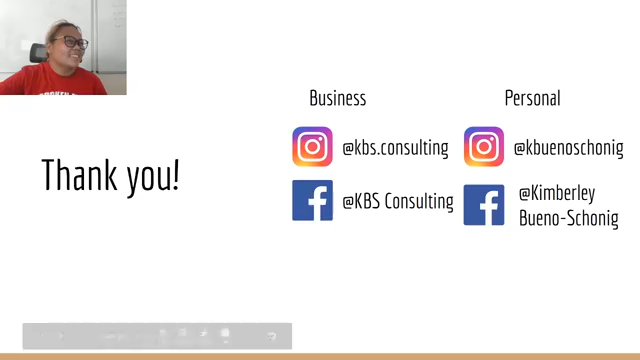 Thank you!
Business
@kbs.consulting
@KBS Consulting
Personal
@kbuenoschonig
@Kimberley
Bueno-Schonig